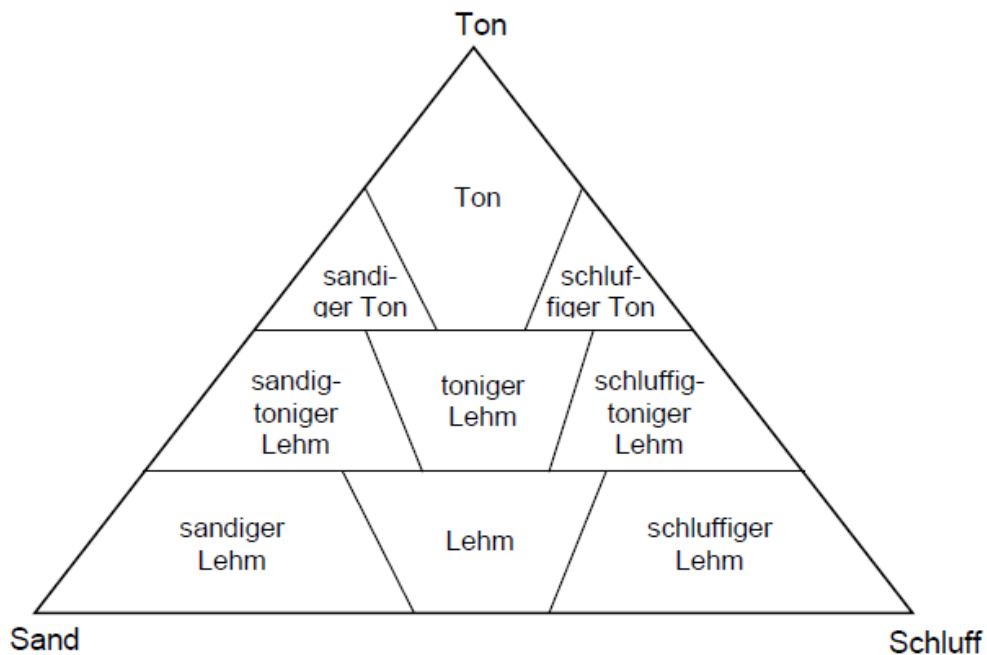 Ton
Ton
sandi-
ger Ton
schluf-
figer Ton
sandig-
toniger
Lehm
toniger
Lehm
schluffig-
toniger
Lehm
sandiger
Lehm
Lehm
schluffiger
Lehm
Sand
Schluff